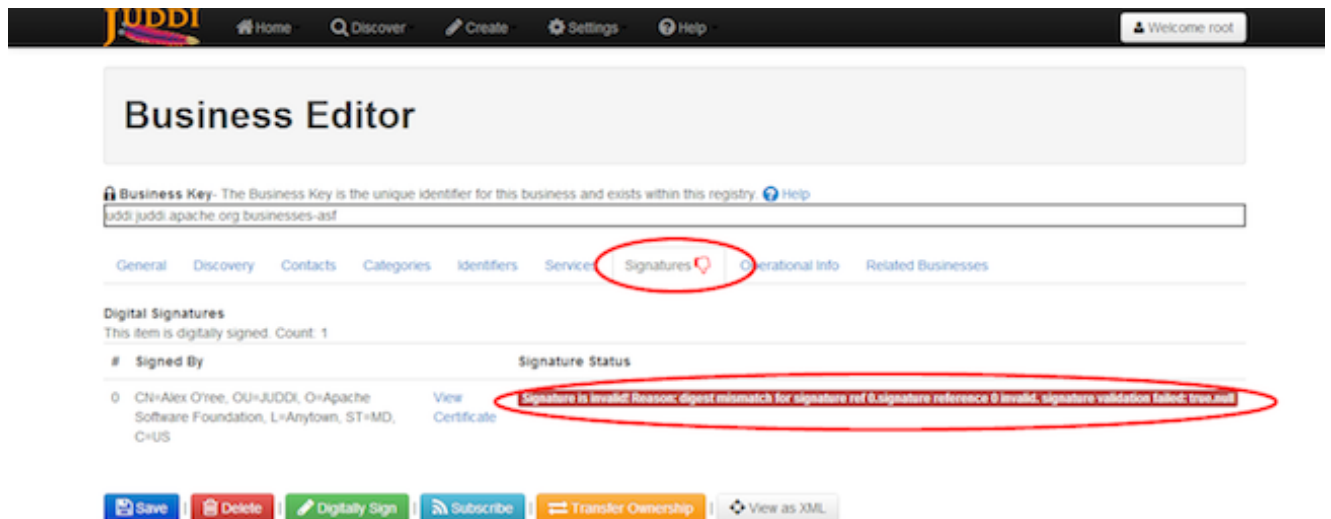 jUDDI Home Discover Create Settings Help Welcome root
Business Editor
Business Key- The Business Key is the unique identifier for this business and exists within this registry. Help
uddi:juddi.apache.org:businesses-asf
General Discovery Contacts Categories Identifiers Services Signatures Operational Info Related Businesses
Digital Signatures
This item is digitally signed. Count: 1
# Signed By Signature Status
0 CN=Alex O'ree, OU=JUDDI, O=Apache View Signature is invalid! Reason: digest mismatch for signature ref 0.signature reference 0 invalid. signature validation failed: tree.null
Software Foundation, L=Anytown, ST=MD, Certificate
C=US
Save | Delete | Digitally Sign | Subscribe | Transfer Ownership | View as XML